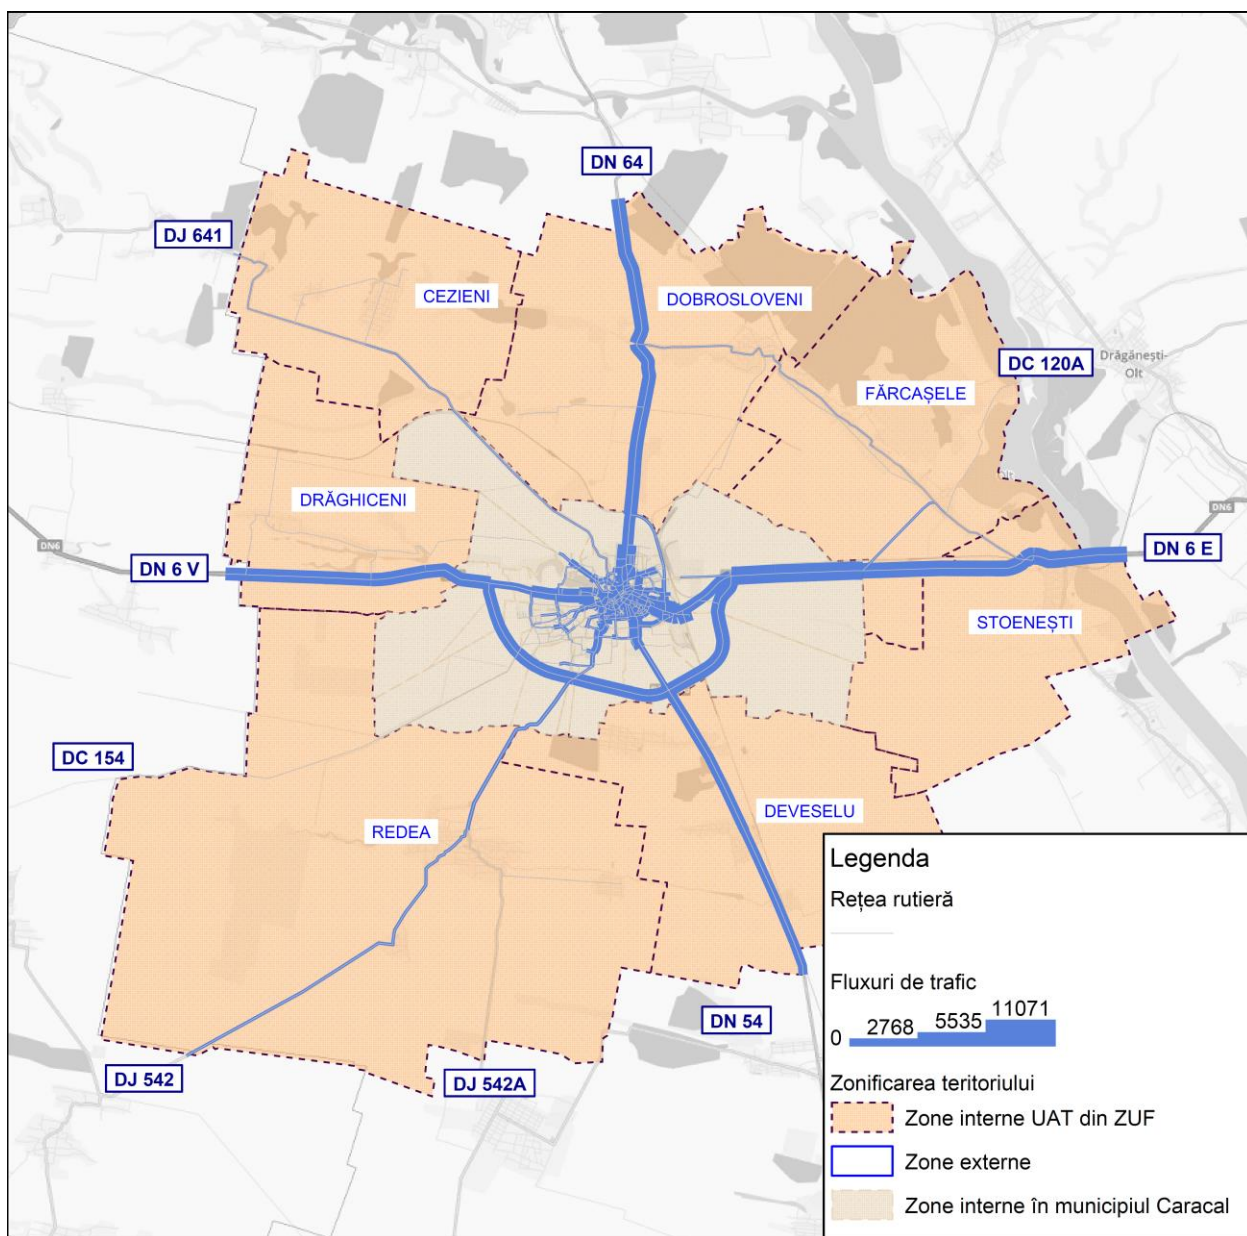 DN 64
DJ 641
CEZIENI
DOBROSLOVENI
DC 120A
Drăgănești-
Olt
FĂRCAȘELE
DRĂGHICENI
DN6
DN6
DN 6 V
DN 6 E
STOENEȘTI
DC 154
REDEA
DEVESELU
DN 54
DJ 542
DJ 542A
Legenda
Rețea rutieră
Fluxuri de trafic
0 2768 5535 11071
Zonificarea teritoriului
Zone interne UAT din ZUF
Zone externe
Zone interne în municipiul Caracal